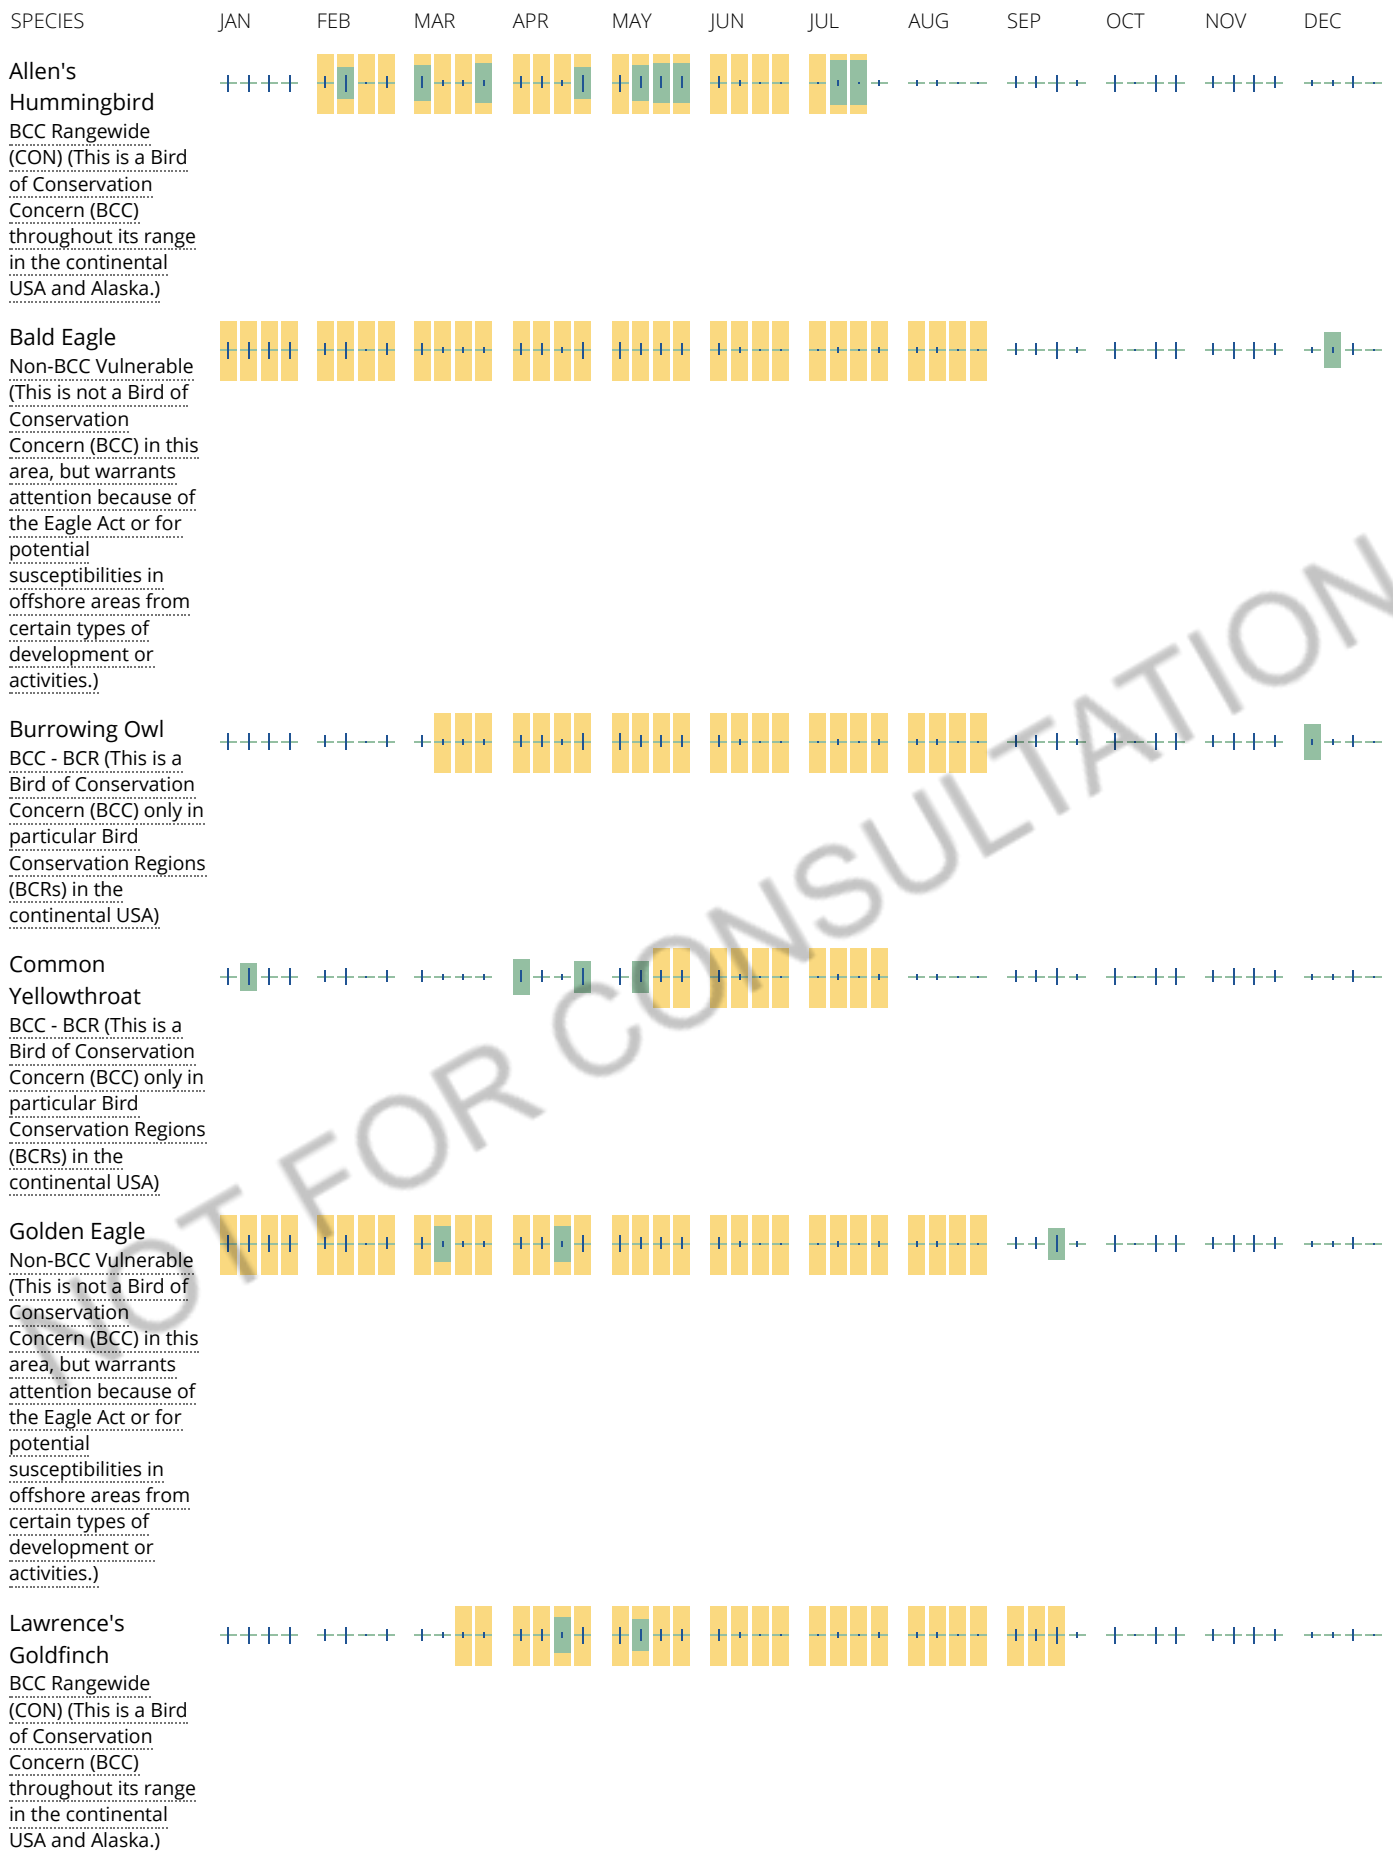 SPECIES JAN FEB MAR APR MAY JUN JUL AUG SEP OCT NOV DEC
Allen's
Hummingbird
BCC Rangewide
(CON) (This is a Bird
of Conservation
Concern (BCC)
throughout its range
in the continental
USA and Alaska.)
Bald Eagle
Non-BCC Vulnerable
(This is not a Bird of
Conservation
Concern (BCC) in this
area, but warrants
attention because of
the Eagle Act or for
potential
susceptibilities in
offshore areas from
certain types of
development or
activities.)
Burrowing Owl
BCC - BCR (This is a
Bird of Conservation
Concern (BCC) only in
particular Bird
Conservation Regions
(BCRs) in the
continental USA)
Common
Yellowthroat
BCC - BCR (This is a
Bird of Conservation
Concern (BCC) only in
particular Bird
Conservation Regions
(BCRs) in the
continental USA)
Golden Eagle
Non-BCC Vulnerable
(This is not a Bird of
Conservation
Concern (BCC) in this
area, but warrants
attention because of
the Eagle Act or for
potential
susceptibilities in
offshore areas from
certain types of
development or
activities.)
Lawrence's
Goldfinch
BCC Rangewide
(CON) (This is a Bird
of Conservation
Concern (BCC)
throughout its range
in the continental
USA and Alaska.)
NOT FOR CONSULTATION